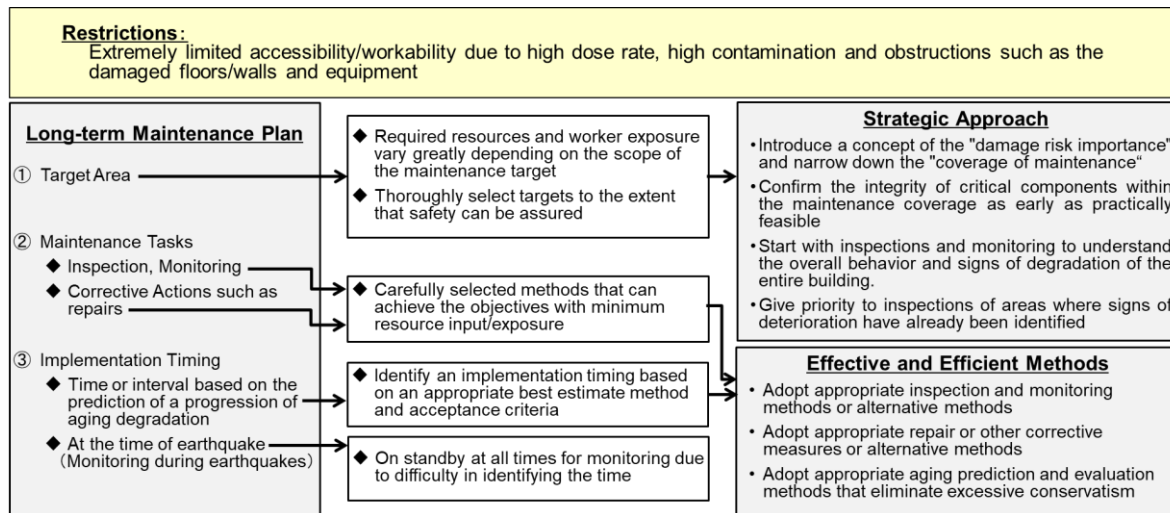 Restrictions:
Extremely limited accessibility/workability due to high dose rate, high contamination and obstructions such as the
damaged floors/walls and equipment
Long-term Maintenance Plan
① Target Area
② Maintenance Tasks
◆ Inspection, Monitoring
◆ Corrective Actions such as
repairs
③ Implementation Timing
◆ Time or interval based on the
prediction of a progression of
aging degradation
◆ At the time of earthquake
(Monitoring during earthquakes)
◆ Required resources and worker exposure
vary greatly depending on the scope of
the maintenance target
◆ Thoroughly select targets to the extent
that safety can be assured
◆ Carefully selected methods that can
achieve the objectives with minimum
resource input/exposure
◆ Identify an implementation timing based
on an appropriate best estimate method
and acceptance criteria
◆ On standby at all times for monitoring due
to difficulty in identifying the time
Strategic Approach
・Introduce a concept of the "damage risk importance"
and narrow down the "coverage of maintenance"
・Confirm the integrity of critical components within
the maintenance coverage as early as practically
feasible
・Start with inspections and monitoring to understand
the overall behavior and signs of degradation of the
entire building.
・Give priority to inspections of areas where signs of
deterioration have already been identified
Effective and Efficient Methods
• Adopt appropriate inspection and monitoring
methods or alternative methods
• Adopt appropriate repair or other corrective
measures or alternative methods
• Adopt appropriate aging prediction and evaluation
methods that eliminate excessive conservatism